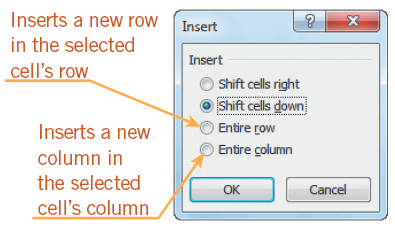 Inserts a new row
in the selected
cell's row
Inserts a new
column in
the selected
cell's column
Insert
?
Insert
Shift cells right
Shift cells down
Entire row
Entire column
OK
Cancel